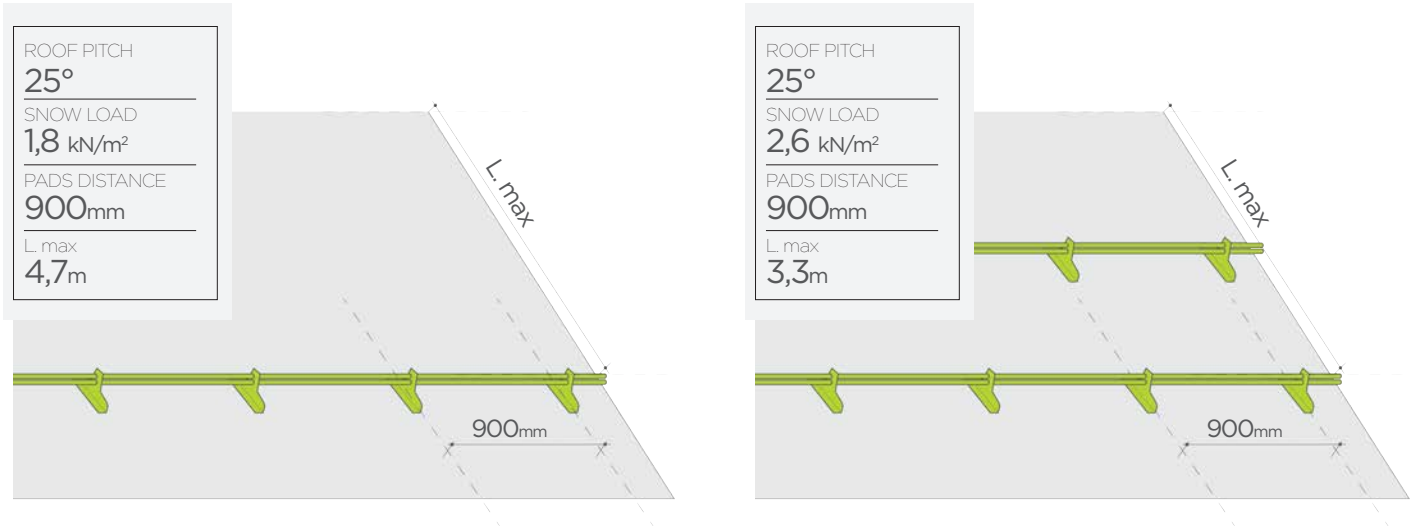 ROOF PITCH
25°
SNOW LOAD
1,8 kN/m²
PADS DISTANCE
900mm
L. max
4,7m
L. max
900mm
ROOF PITCH
25°
SNOW LOAD
2,6 kN/m²
PADS DISTANCE
900mm
L. max
3,3m
L. max
900mm